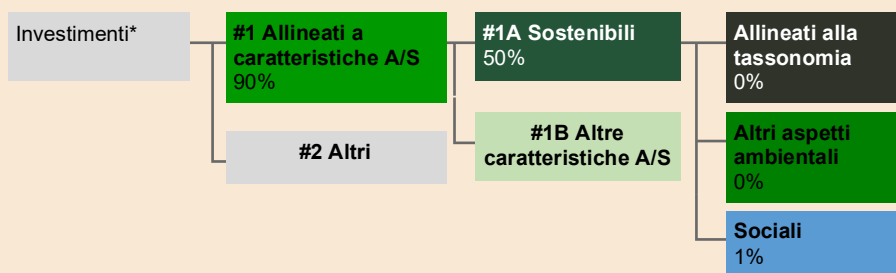 Investimenti*
#1 Allineati a
caratteristiche A/S
90%
#2 Altri
#1A Sostenibili
50%
#1B Altre
caratteristiche A/S
Allineati alla
tassonomia
0%
Altri aspetti
ambientali
0%
Sociali
1%